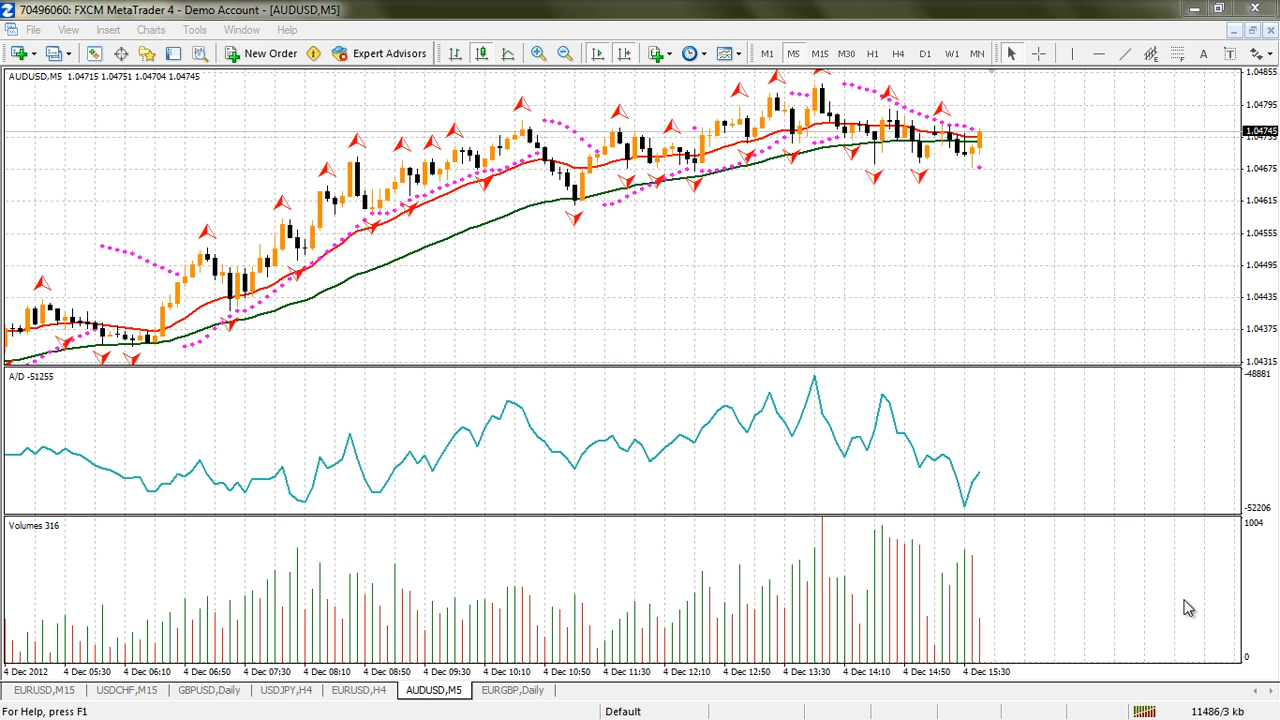 70496060: FXCM MetaTrader 4 - Demo Account - [AUDUSD,M5]
File View Insert Charts Tools Window Help
New Order Expert Advisors M1 M5 M15 M30 H1 H4 D1 W1 MN A T
AUDUSD,M5 1.04715 1.04751 1.04704 1.04745
1.04855
1.04795
1.04745
1.04735
1.04675
1.04615
1.04555
1.04495
1.04435
1.04375
1.04315
A/D -51255
-48881
-52206
Volumes 316
1004
0
4 Dec 2012 4 Dec 05:30 4 Dec 06:10 4 Dec 06:50 4 Dec 07:30 4 Dec 08:10 4 Dec 08:50 4 Dec 09:30 4 Dec 10:10 4 Dec 10:50 4 Dec 11:30 4 Dec 12:10 4 Dec 12:50 4 Dec 13:30 4 Dec 14:10 4 Dec 14:50 4 Dec 15:30
EURUSD,M15 USDCHF,M15 GBPUSD,Daily USDJPY,H4 EURUSD,H4 AUDUSD,M5 EURGBP,Daily
For Help, press F1 Default 11486/3 kb